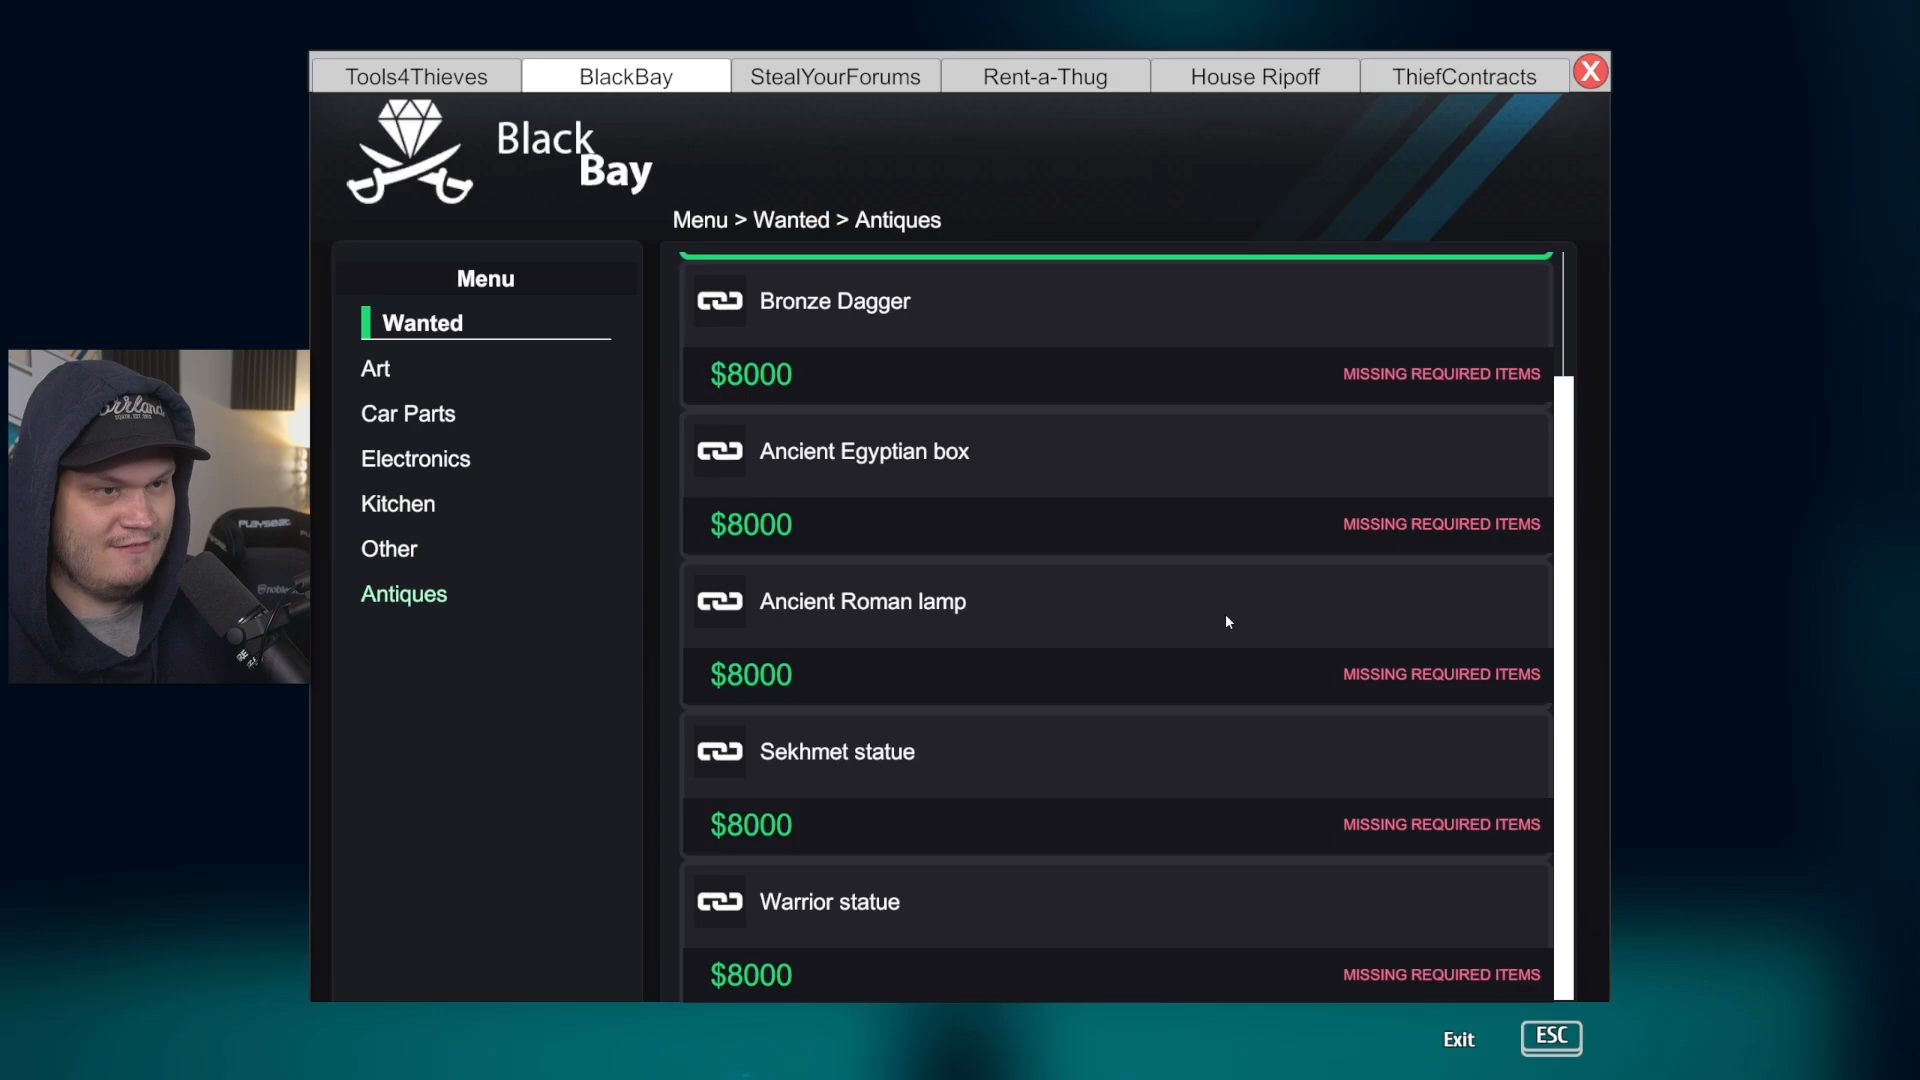 Tools4Thieves
BlackBay
StealYourForums
Rent-a-Thug
House Ripoff
ThiefContracts
X
Black
Bay
Menu > Wanted > Antiques
Menu
Wanted
Art
Car Parts
Electronics
Kitchen
Other
Antiques
Bronze Dagger
$8000
MISSING REQUIRED ITEMS
Ancient Egyptian box
$8000
MISSING REQUIRED ITEMS
Ancient Roman lamp
$8000
MISSING REQUIRED ITEMS
Sekhmet statue
$8000
MISSING REQUIRED ITEMS
Warrior statue
$8000
MISSING REQUIRED ITEMS
PLAYSEAT
Exit
ESC